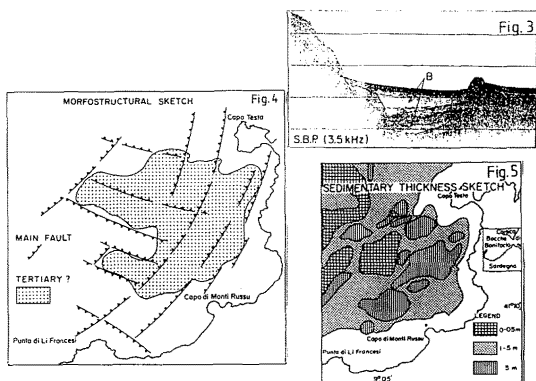 Fig. 3
B
S.B.P. (3.5 kHz)
Fig. 4
MORFOSTRUCTURAL SKETCH
Capo Testa
MAIN FAULT
TERTIARY ?
Capo di Monti Russu
Punta di Li Francesi
Fig. 5
SEDIMENTARY THICKNESS SKETCH
Capo Testa
Corsica
Bocche
Bonifacio
Sardegna
LEGEND
0-0.5 m
1-5 m
5 m
Capo di Monti Russu
Punta di Li Francesi
9° 05'